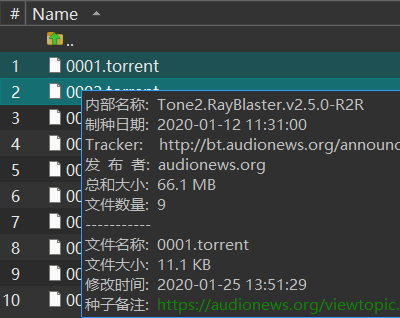 # Name
..
1 0001.torrent
2 0002.torrent
3 00
4 00
5 00
6 00
7 00
8 00
9 00
10 00
内部名称: Tone2.RayBlaster.v2.5.0-R2R
制种日期: 2020-01-12 11:31:00
Tracker: http://bt.audionews.org/announc
发 布 者: audionews.org
总和大小: 66.1 MB
文件数量: 9
-----------
文件名称: 0001.torrent
文件大小: 11.1 KB
修改时间: 2020-01-25 13:51:29
种子备注: https://audionews.org/viewtopic.